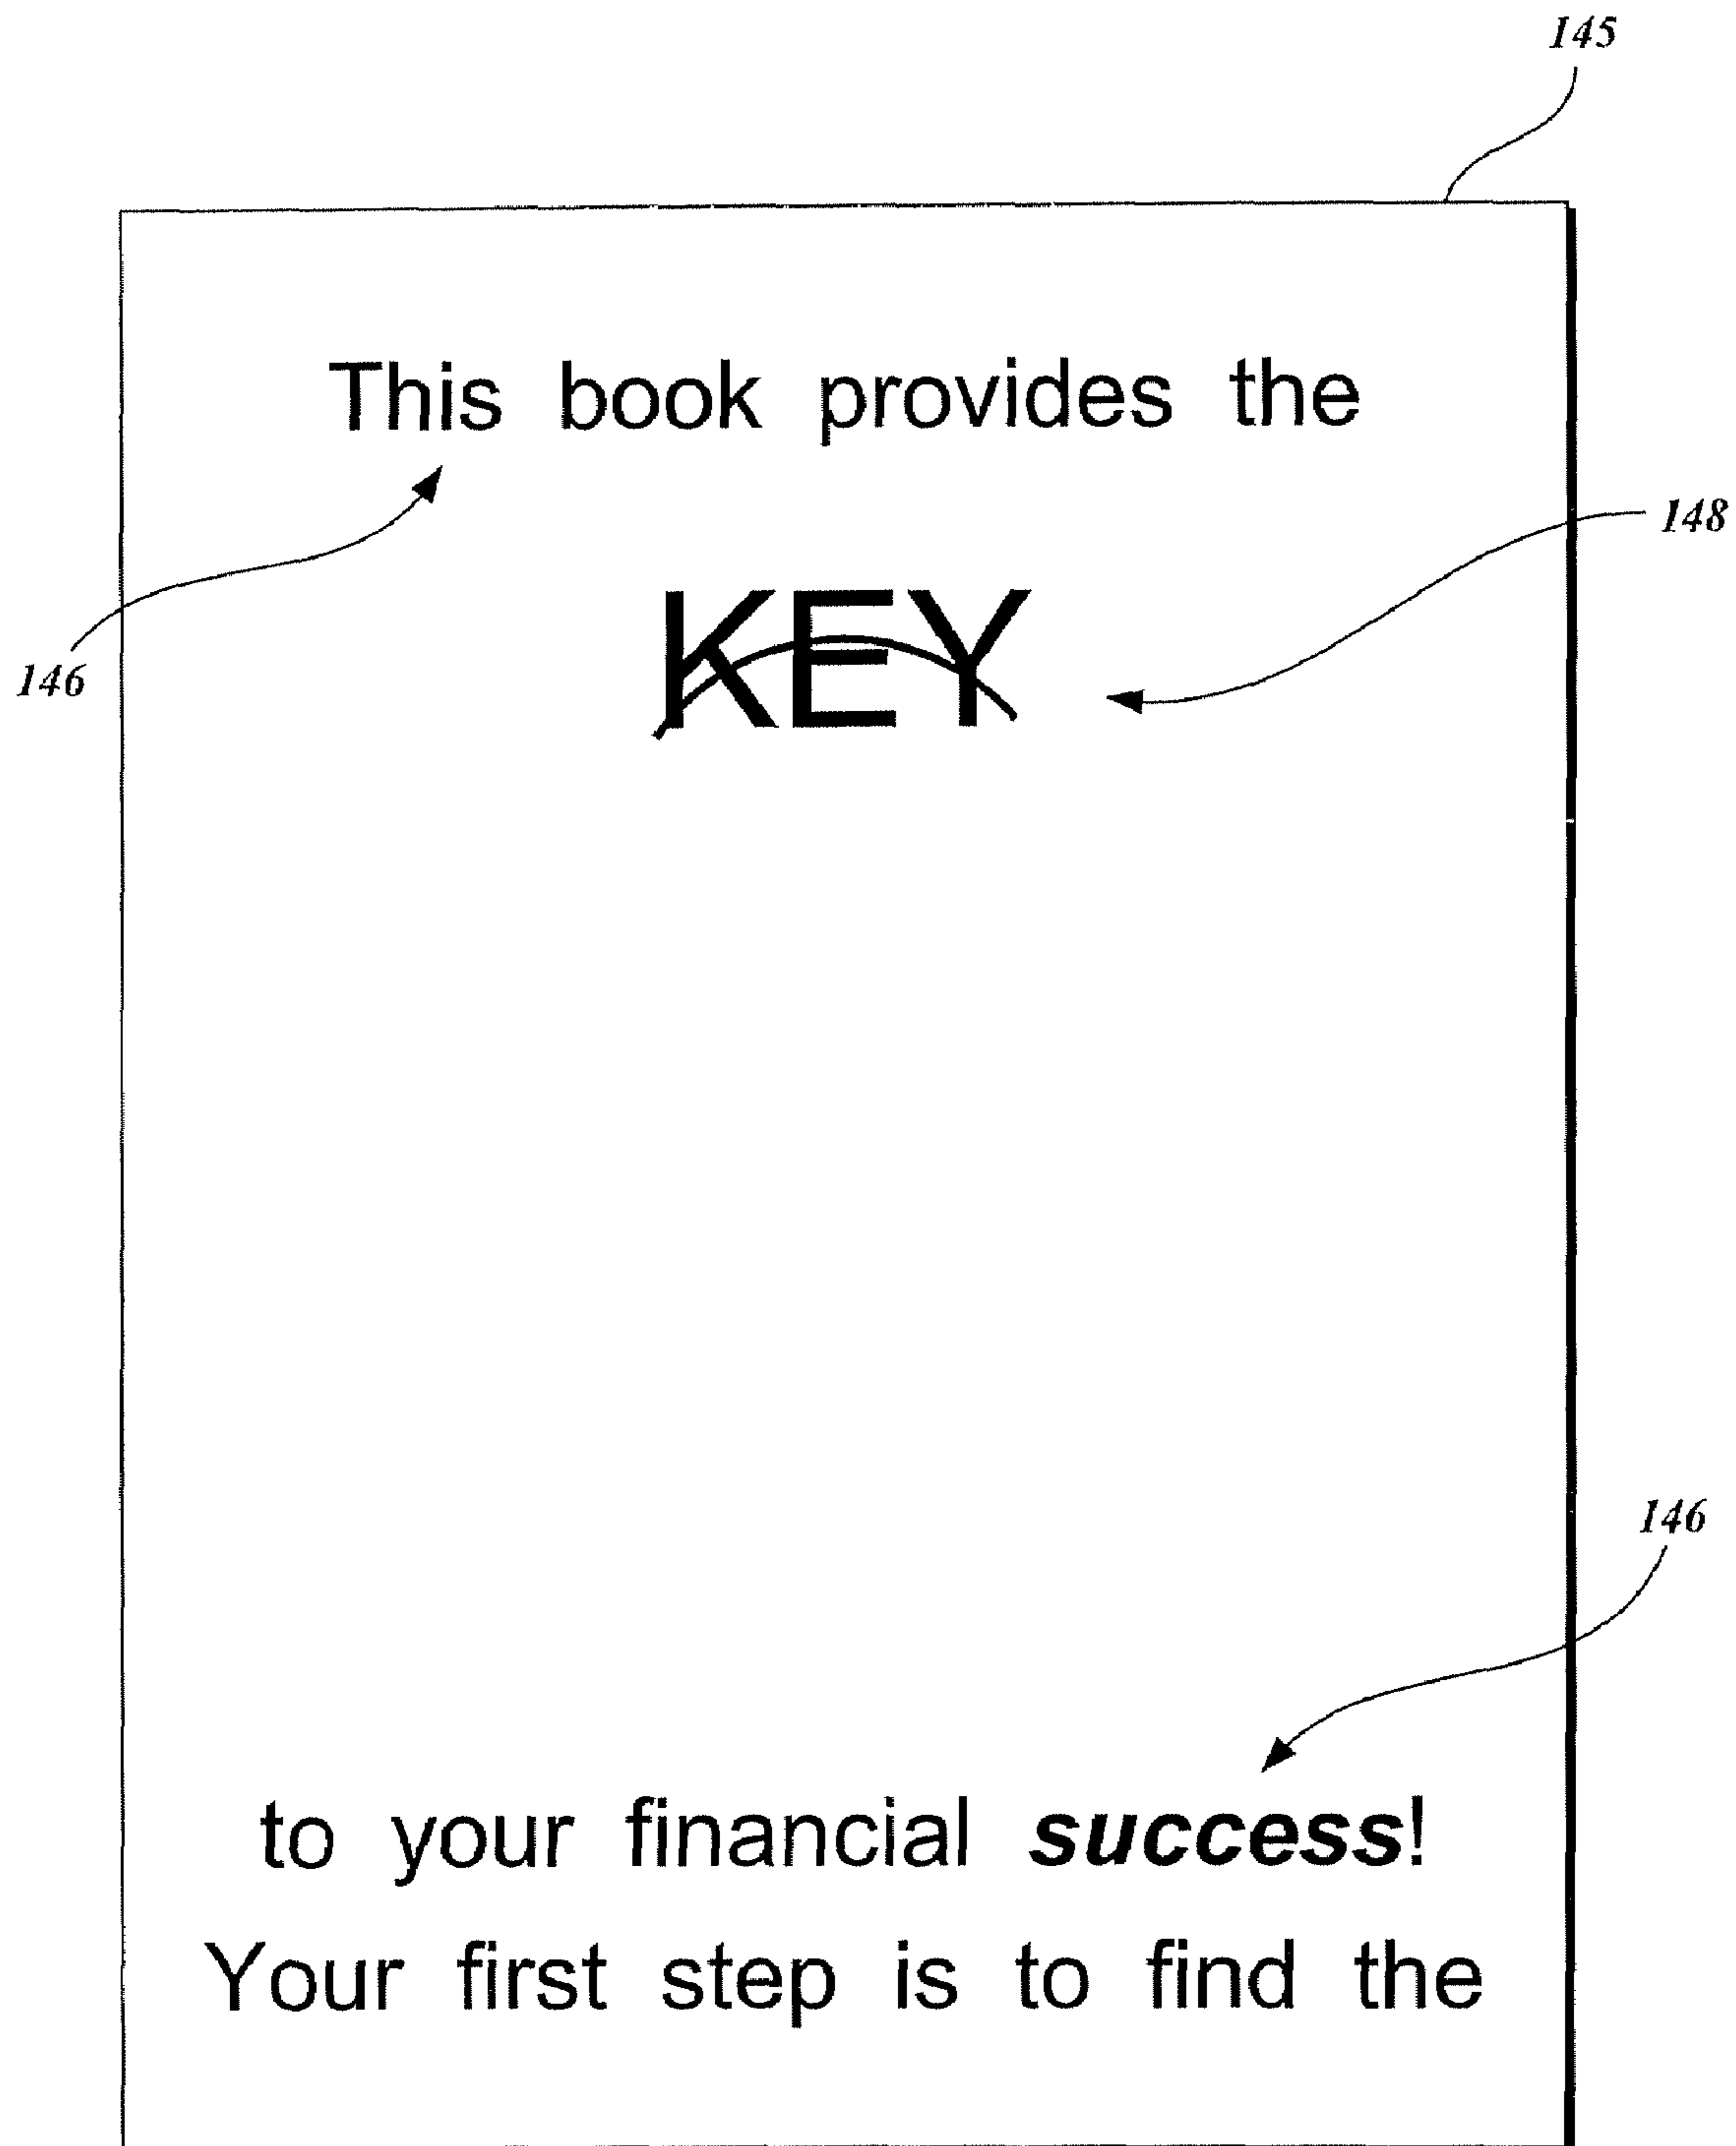 145
This book provides the
148
KEY
146
146
to your financial success!
Your first step is to find the